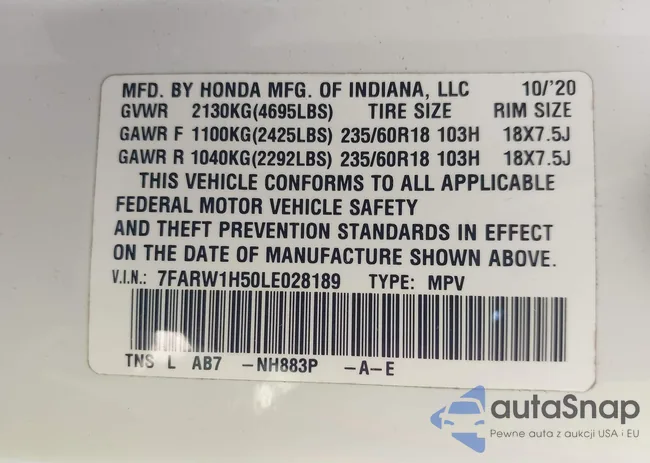 MFD. BY HONDA MFG. OF INDIANA, LLC 10/'20
GVWR 2130KG(4695LBS) TIRE SIZE RIM SIZE
GAWR F 1100KG(2425LBS) 235/60R18 103H 18X7.5J
GAWR R 1040KG(2292LBS) 235/60R18 103H 18X7.5J
THIS VEHICLE CONFORMS TO ALL APPLICABLE
FEDERAL MOTOR VEHICLE SAFETY
AND THEFT PREVENTION STANDARDS IN EFFECT
ON THE DATE OF MANUFACTURE SHOWN ABOVE.
V.I.N.: 7FARW1H50LE028189 TYPE: MPV
TNS L AB7 -NH883P -A-E
autaSnap
Pewne auta z aukcji USA i EU